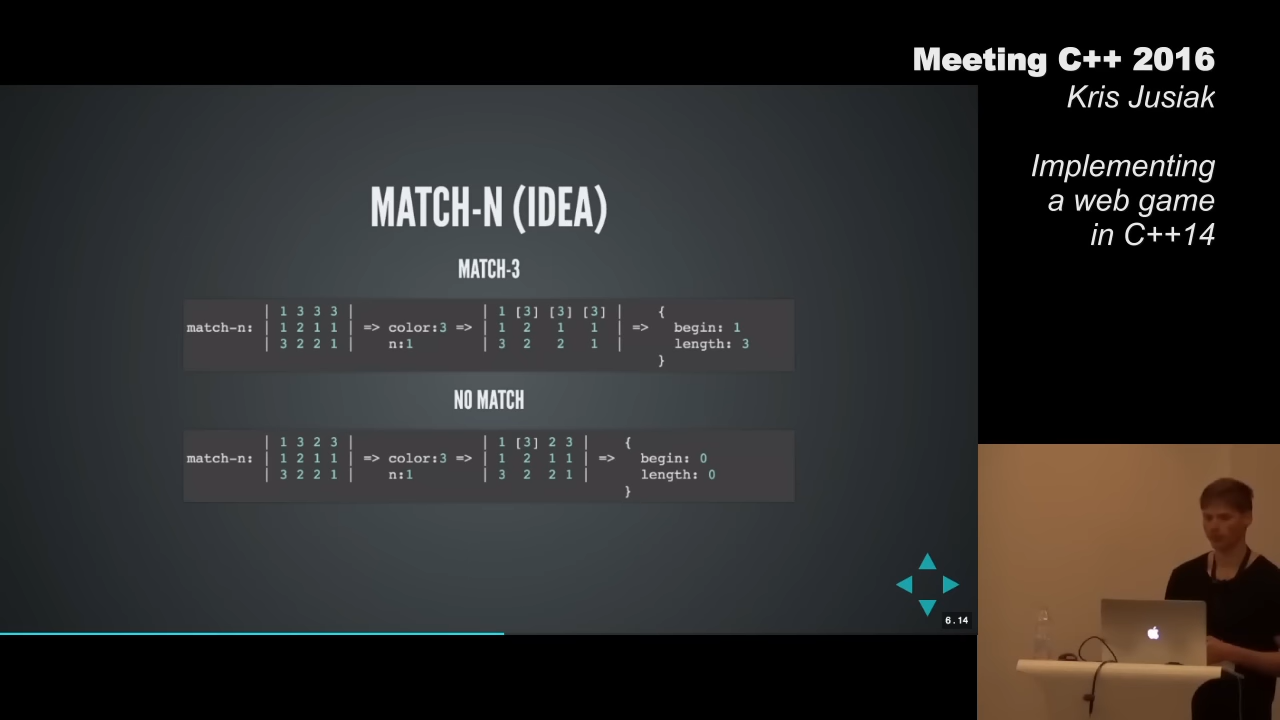 Meeting C++ 2016
Kris Jusiak
Implementing
a web game
in C++14
MATCH-N (IDEA)
MATCH-3
| 1 3 3 3 | | 1 [3] [3] [3] | {
match-n: | 1 2 1 1 | => color:3 => | 1 2 1 1 | => begin: 1
| 3 2 2 1 | n:1 | 3 2 2 1 | length: 3
}
NO MATCH
| 1 3 2 3 | | 1 [3] 2 3 | {
match-n: | 1 2 1 1 | => color:3 => | 1 2 1 1 | => begin: 0
| 3 2 2 1 | n:1 | 3 2 2 1 | length: 0
}
6.14